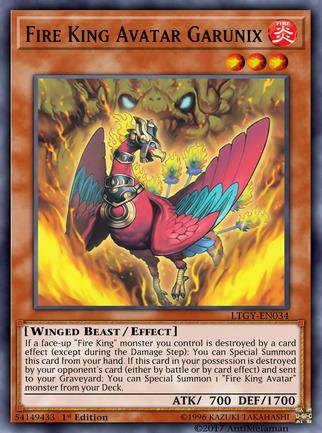 FIRE KING AVATAR GARUNIX
FIRE
炎
LTGY-EN034
[WINGED BEAST / EFFECT]
If a face-up "Fire King" monster you control is destroyed by a card
effect (except during the Damage Step): You can Special Summon
this card from your hand. If this card in your possession is destroyed
by your opponent's card (either by battle or by card effect) and sent
to your Graveyard: You can Special Summon 1 "Fire King Avatar"
monster from your Deck.
ATK/ 700 DEF/1700
54149433 1st Edition ©1996 KAZUKI TAKAHASHI
©2017 AntiMetaman